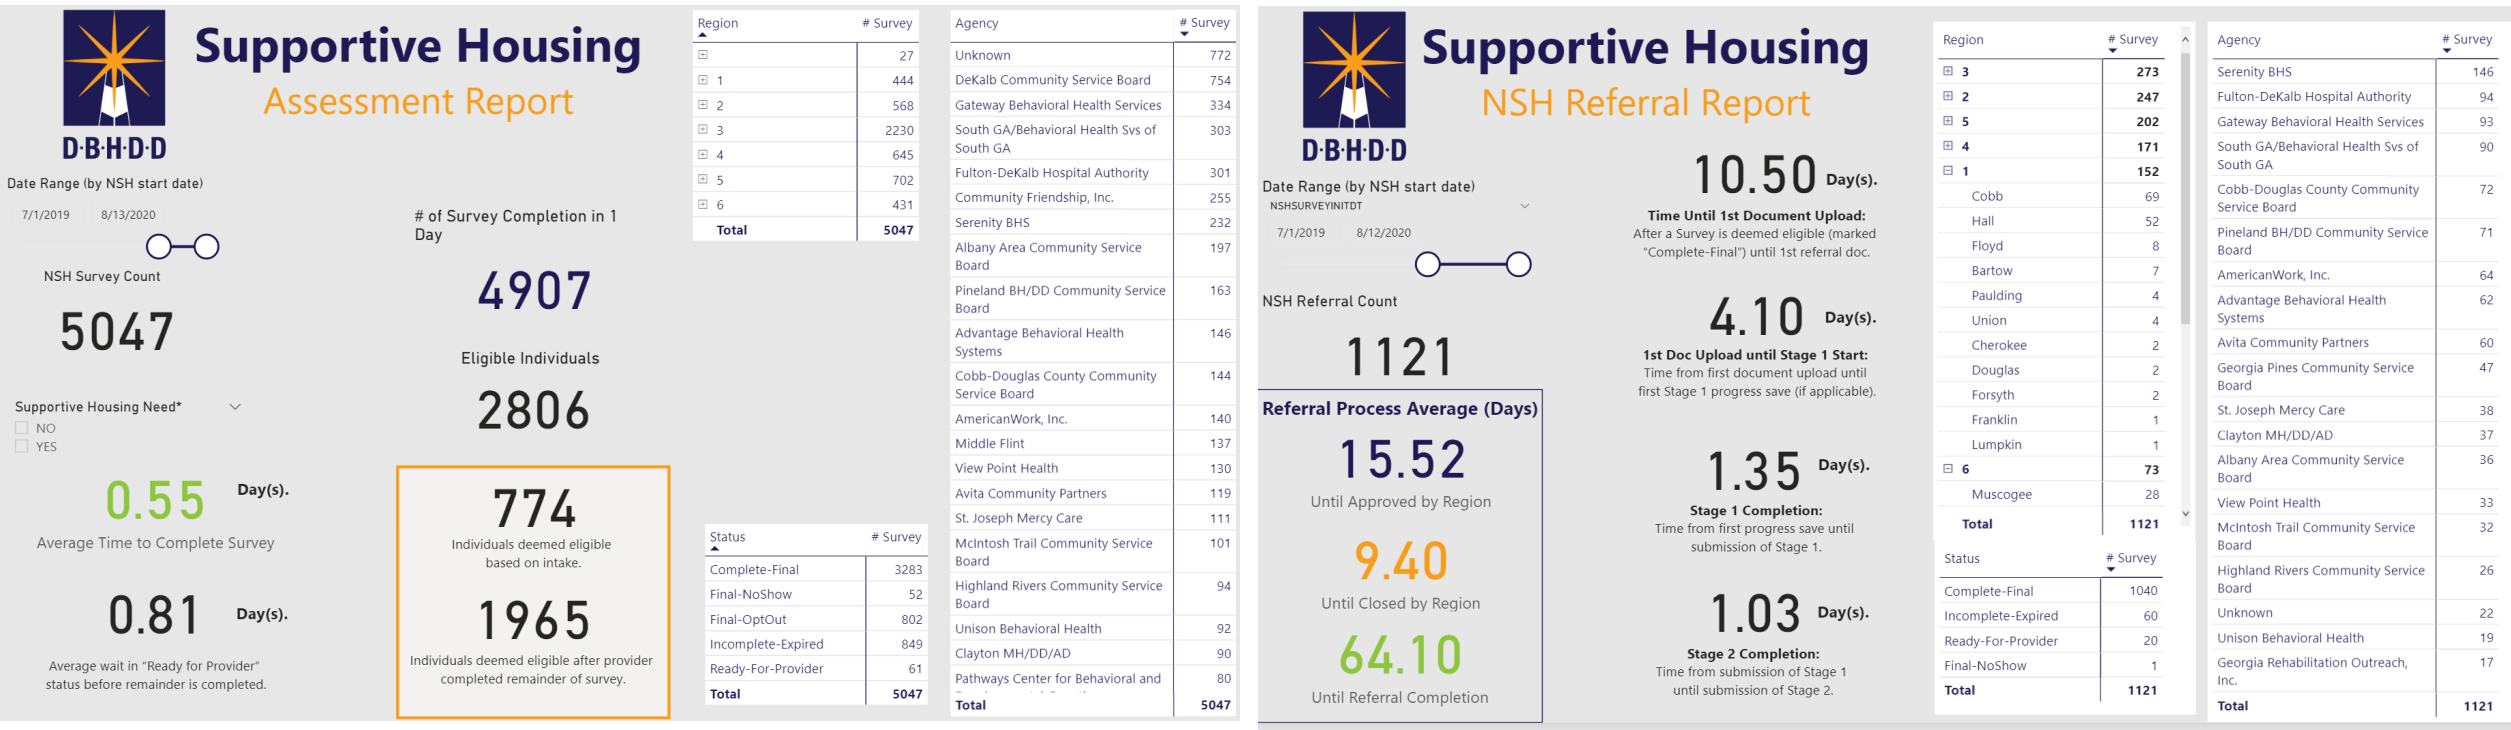 D·B·H·D·D
Supportive Housing
Assessment Report
Date Range (by NSH start date)
7/1/2019 8/13/2020
NSH Survey Count
5047
Supportive Housing Need*
NO
YES
0.55 Day(s).
Average Time to Complete Survey
0.81 Day(s).
Average wait in "Ready for Provider"
status before remainder is completed.
# of Survey Completion in 1
Day
4907
Eligible Individuals
2806
774
Individuals deemed eligible
based on intake.
1965
Individuals deemed eligible after provider
completed remainder of survey.
Region # Survey
27
1 444
2 568
3 2230
4 645
5 702
6 431
Total 5047
Status # Survey
Complete-Final 3283
Final-NoShow 52
Final-OptOut 802
Incomplete-Expired 849
Ready-For-Provider 61
Total 5047
Agency # Survey
Unknown 772
DeKalb Community Service Board 754
Gateway Behavioral Health Services 334
South GA/Behavioral Health Svs of 303
South GA
Fulton-DeKalb Hospital Authority 301
Community Friendship, Inc. 255
Serenity BHS 232
Albany Area Community Service 197
Board
Pineland BH/DD Community Service 163
Board
Advantage Behavioral Health 146
Systems
Cobb-Douglas County Community 144
Service Board
AmericanWork, Inc. 140
Middle Flint 137
View Point Health 130
Avita Community Partners 119
St. Joseph Mercy Care 111
McIntosh Trail Community Service 101
Board
Highland Rivers Community Service 94
Board
Unison Behavioral Health 92
Clayton MH/DD/AD 90
Pathways Center for Behavioral and 80
Total 5047
D·B·H·D·D
Supportive Housing
NSH Referral Report
Date Range (by NSH start date)
NSHSURVEYINITDT
7/1/2019 8/12/2020
NSH Referral Count
1121
Referral Process Average (Days)
15.52
Until Approved by Region
9.40
Until Closed by Region
64.10
Until Referral Completion
10.50 Day(s).
Time Until 1st Document Upload:
After a Survey is deemed eligible (marked
"Complete-Final") until 1st referral doc.
4.10 Day(s).
1st Doc Upload until Stage 1 Start:
Time from first document upload until
first Stage 1 progress save (if applicable).
1.35 Day(s).
Stage 1 Completion:
Time from first progress save until
submission of Stage 1.
1.03 Day(s).
Stage 2 Completion:
Time from submission of Stage 1
until submission of Stage 2.
Region # Survey
3 273
2 247
5 202
4 171
1 152
Cobb 69
Hall 52
Floyd 8
Bartow 7
Paulding 4
Union 4
Cherokee 2
Douglas 2
Forsyth 2
Franklin 1
Lumpkin 1
6 73
Muscogee 28
Total 1121
Status # Survey
Complete-Final 1040
Incomplete-Expired 60
Ready-For-Provider 20
Final-NoShow 1
Total 1121
Agency # Survey
Serenity BHS 146
Fulton-DeKalb Hospital Authority 94
Gateway Behavioral Health Services 93
South GA/Behavioral Health Svs of 90
South GA
Cobb-Douglas County Community 72
Service Board
Pineland BH/DD Community Service 71
Board
AmericanWork, Inc. 64
Advantage Behavioral Health 62
Systems
Avita Community Partners 60
Georgia Pines Community Service 47
Board
St. Joseph Mercy Care 38
Clayton MH/DD/AD 37
Albany Area Community Service 36
Board
View Point Health 33
McIntosh Trail Community Service 32
Board
Highland Rivers Community Service 26
Board
Unknown 22
Unison Behavioral Health 19
Georgia Rehabilitation Outreach, 17
Inc.
Total 1121